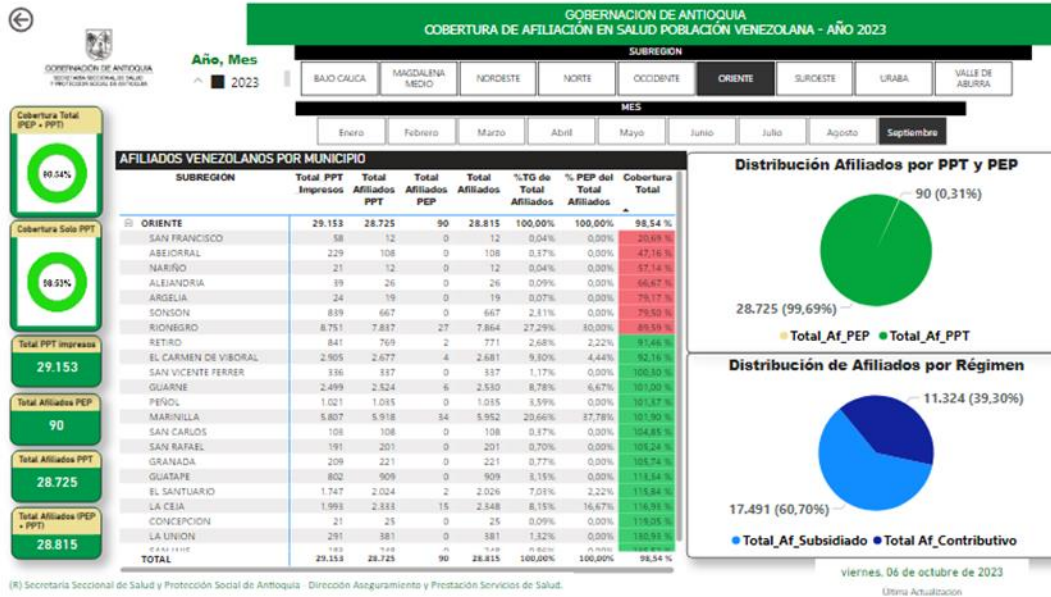 GOBERNACION DE ANTIOQUIA
COBERTURA DE AFILIACIÓN EN SALUD POBLACIÓN VENEZOLANA - AÑO 2023
GOBERNACIÓN DE ANTIOQUIA
Año, Mes
2023
SUBREGION
BAJO CAUCA MAGDALENA MEDIO NORDESTE NORTE OCCIDENTE ORIENTE SUROESTE URABA VALLE DE ABURRA
MES
Enero Febrero Marzo Abril Mayo Junio Julio Agosto Septiembre
Cobertura Total (PEP + PPT)
Cobertura Solo PPT
98.53%
Total PPT impresos
29.153
Total Afiliados PEP
90
Total Afiliados PPT
28.725
Total Afiliados (PEP + PPT)
28.815
AFILIADOS VENEZOLANOS POR MUNICIPIO
SUBREGION Total PPT Impresos Total Afiliados PPT Total Afiliados PEP Total Afiliados %TG de Total Afiliados % PEP del Total Afiliados Cobertura Total
ORIENTE 29.153 28.725 90 28.815 100,00% 100,00% 98,54 %
SAN FRANCISCO 58 12 0 12 0,04% 0,00% 20,69 %
ABEJORRAL 229 108 0 108 0,37% 0,00% 47,16 %
NARIÑO 21 12 0 12 0,04% 0,00% 57,14 %
ALEJANDRIA 39 26 0 26 0,09% 0,00% 66,67 %
ARGELIA 24 19 0 19 0,07% 0,00% 79,17 %
SONSON 839 667 0 667 2,31% 0,00% 79,50 %
RIONEGRO 8.751 7.837 27 7.864 27,29% 30,00% 89,59 %
RETIRO 841 769 2 771 2,68% 2,22% 91,46 %
EL CARMEN DE VIBORAL 2.905 2.677 4 2.681 9,30% 4,44% 92,16 %
SAN VICENTE FERRER 336 337 0 337 1,17% 0,00% 100,30 %
GUARNE 2.499 2.524 6 2.530 8,78% 6,67% 101,00 %
PEÑOL 1.021 1.035 0 1.035 3,59% 0,00% 101,37 %
MARINILLA 5.807 5.918 34 5.952 20,66% 37,78% 101,90 %
SAN CARLOS 103 108 0 108 0,37% 0,00% 104,85 %
SAN RAFAEL 191 201 0 201 0,70% 0,00% 105,24 %
GRANADA 209 221 0 221 0,77% 0,00% 105,74 %
GUATAPE 802 909 0 909 3,15% 0,00% 113,34 %
EL SANTUARIO 1.747 2.024 2 2.026 7,03% 2,22% 115,84 %
LA CEJA 1.993 2.333 15 2.348 8,15% 16,67% 116,93 %
CONCEPCION 21 25 0 25 0,09% 0,00% 119,05 %
LA UNION 291 381 0 381 1,32% 0,00% 130,93 %
TOTAL 29.153 28.725 90 28.815 100,00% 100,00% 98,54 %
Distribución Afiliados por PPT y PEP
90 (0,31%)
28.725 (99,69%)
Total_Af_PEP Total_Af_PPT
Distribución de Afiliados por Régimen
11.324 (39,30%)
17.491 (60,70%)
Total_Af_Subsidiado Total Af_Contributivo
(R) Secretaría Seccional de Salud y Protección Social de Antioquia - Dirección Aseguramiento y Prestación Servicios de Salud.
viernes, 06 de octubre de 2023
Última Actualización